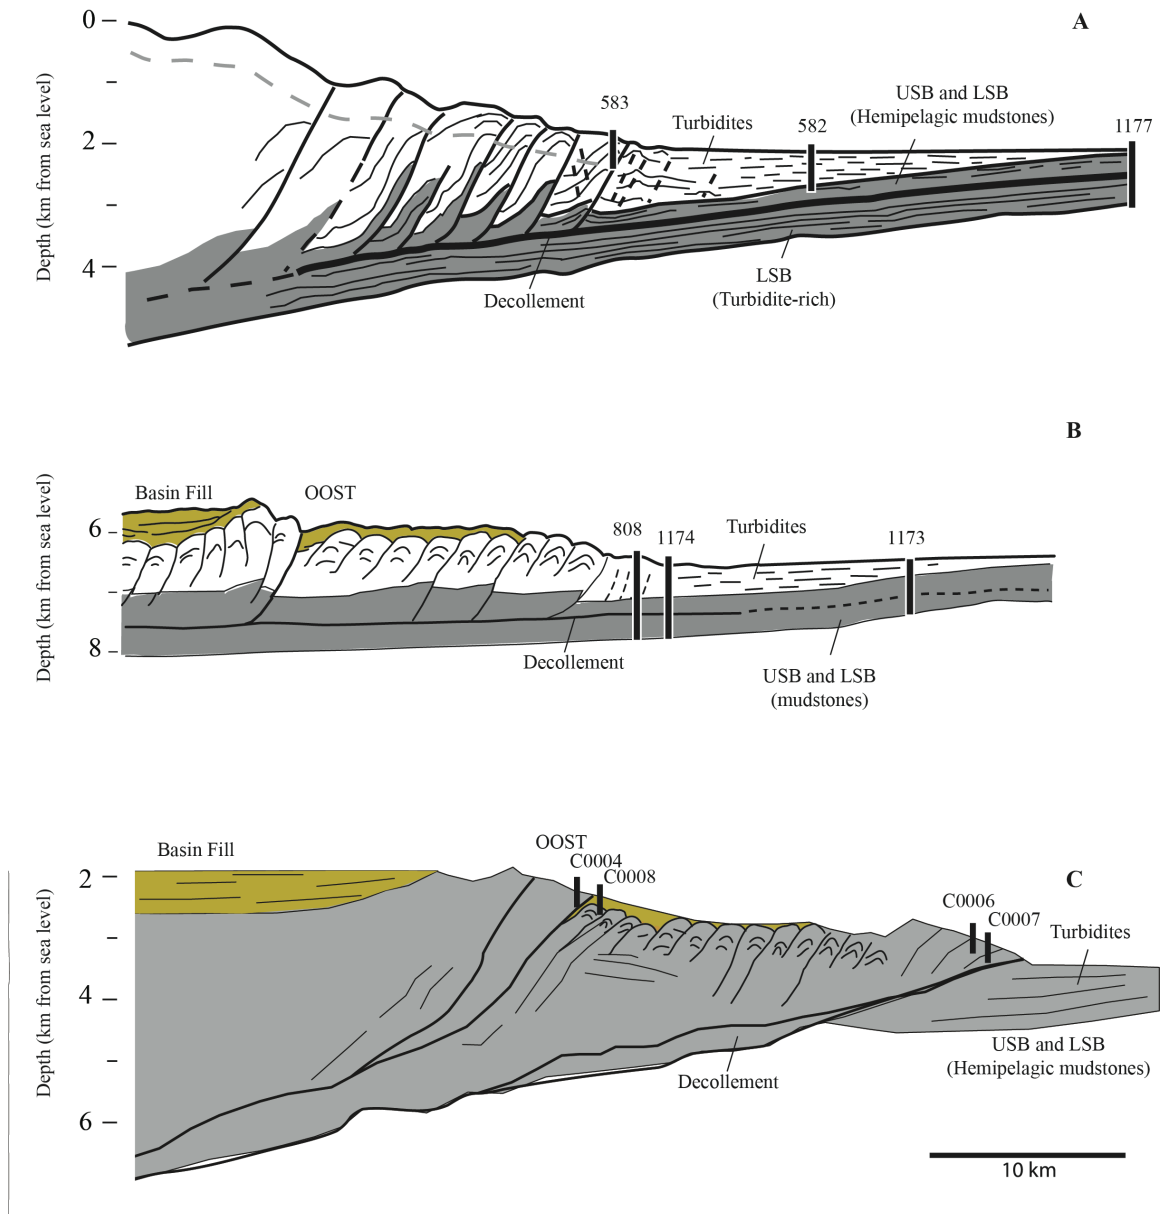 0
A
Depth (km from sea level)
2
4
583
Turbidites
582
USB and LSB
(Hemipelagic mudstones)
1177
Decollement
LSB
(Turbidite-rich)
B
Depth (km from sea level)
6
8
Basin Fill
OOST
808
1174
Turbidites
1173
Decollement
USB and LSB
(mudstones)
C
Depth (km from sea level)
2
4
6
Basin Fill
OOST
C0004
C0008
C0006
C0007
Turbidites
USB and LSB
(Hemipelagic mudstones)
Decollement
10 km